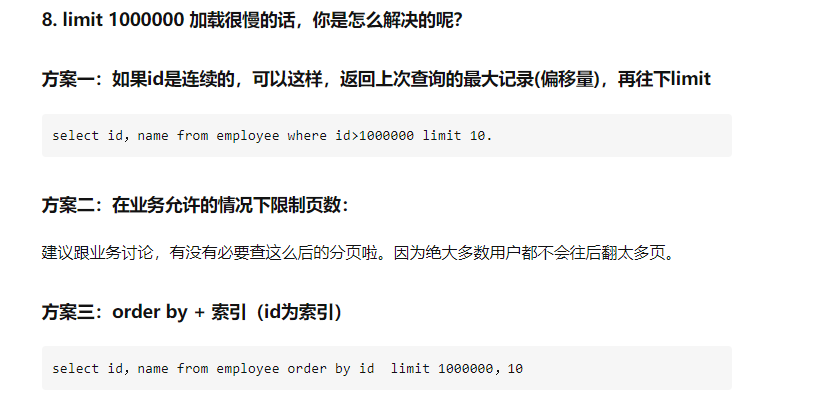 8. limit 1000000 加载很慢的话，你是怎么解决的呢？
方案一：如果id是连续的，可以这样，返回上次查询的最大记录(偏移量)，再往下limit
select id，name from employee where id>1000000 limit 10.
方案二：在业务允许的情况下限制页数：
建议跟业务讨论，有没有必要查这么后的分页啦。因为绝大多数用户都不会往后翻太多页。
方案三：order by + 索引（id为索引）
select id，name from employee order by id  limit 1000000，10